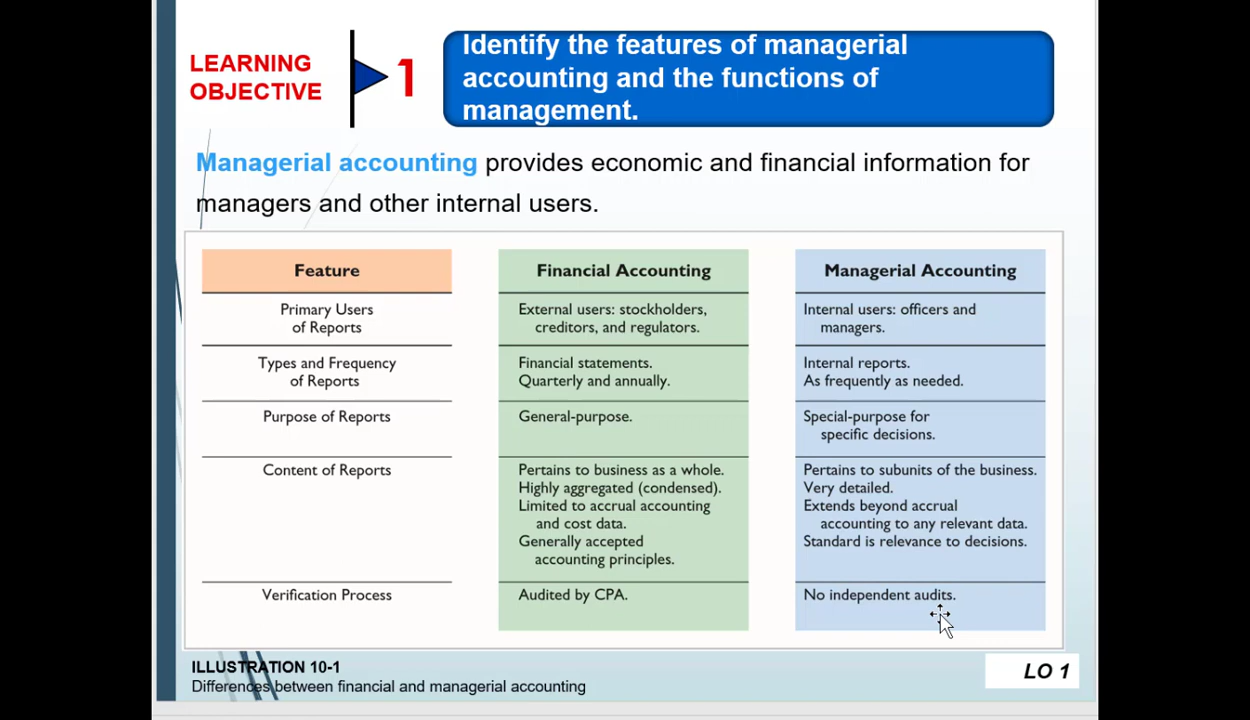 LEARNING
OBJECTIVE
1
Identify the features of managerial
accounting and the functions of
management.
Managerial accounting provides economic and financial information for
managers and other internal users.
Feature
Financial Accounting
Managerial Accounting
Primary Users
of Reports
External users: stockholders,
creditors, and regulators.
Internal users: officers and
managers.
Types and Frequency
of Reports
Financial statements.
Quarterly and annually.
Internal reports.
As frequently as needed.
Purpose of Reports
General-purpose.
Special-purpose for
specific decisions.
Content of Reports
Pertains to business as a whole.
Highly aggregated (condensed).
Limited to accrual accounting
and cost data.
Generally accepted
accounting principles.
Pertains to subunits of the business.
Very detailed.
Extends beyond accrual
accounting to any relevant data.
Standard is relevance to decisions.
Verification Process
Audited by CPA.
No independent audits.
ILLUSTRATION 10-1
Differences between financial and managerial accounting
LO 1